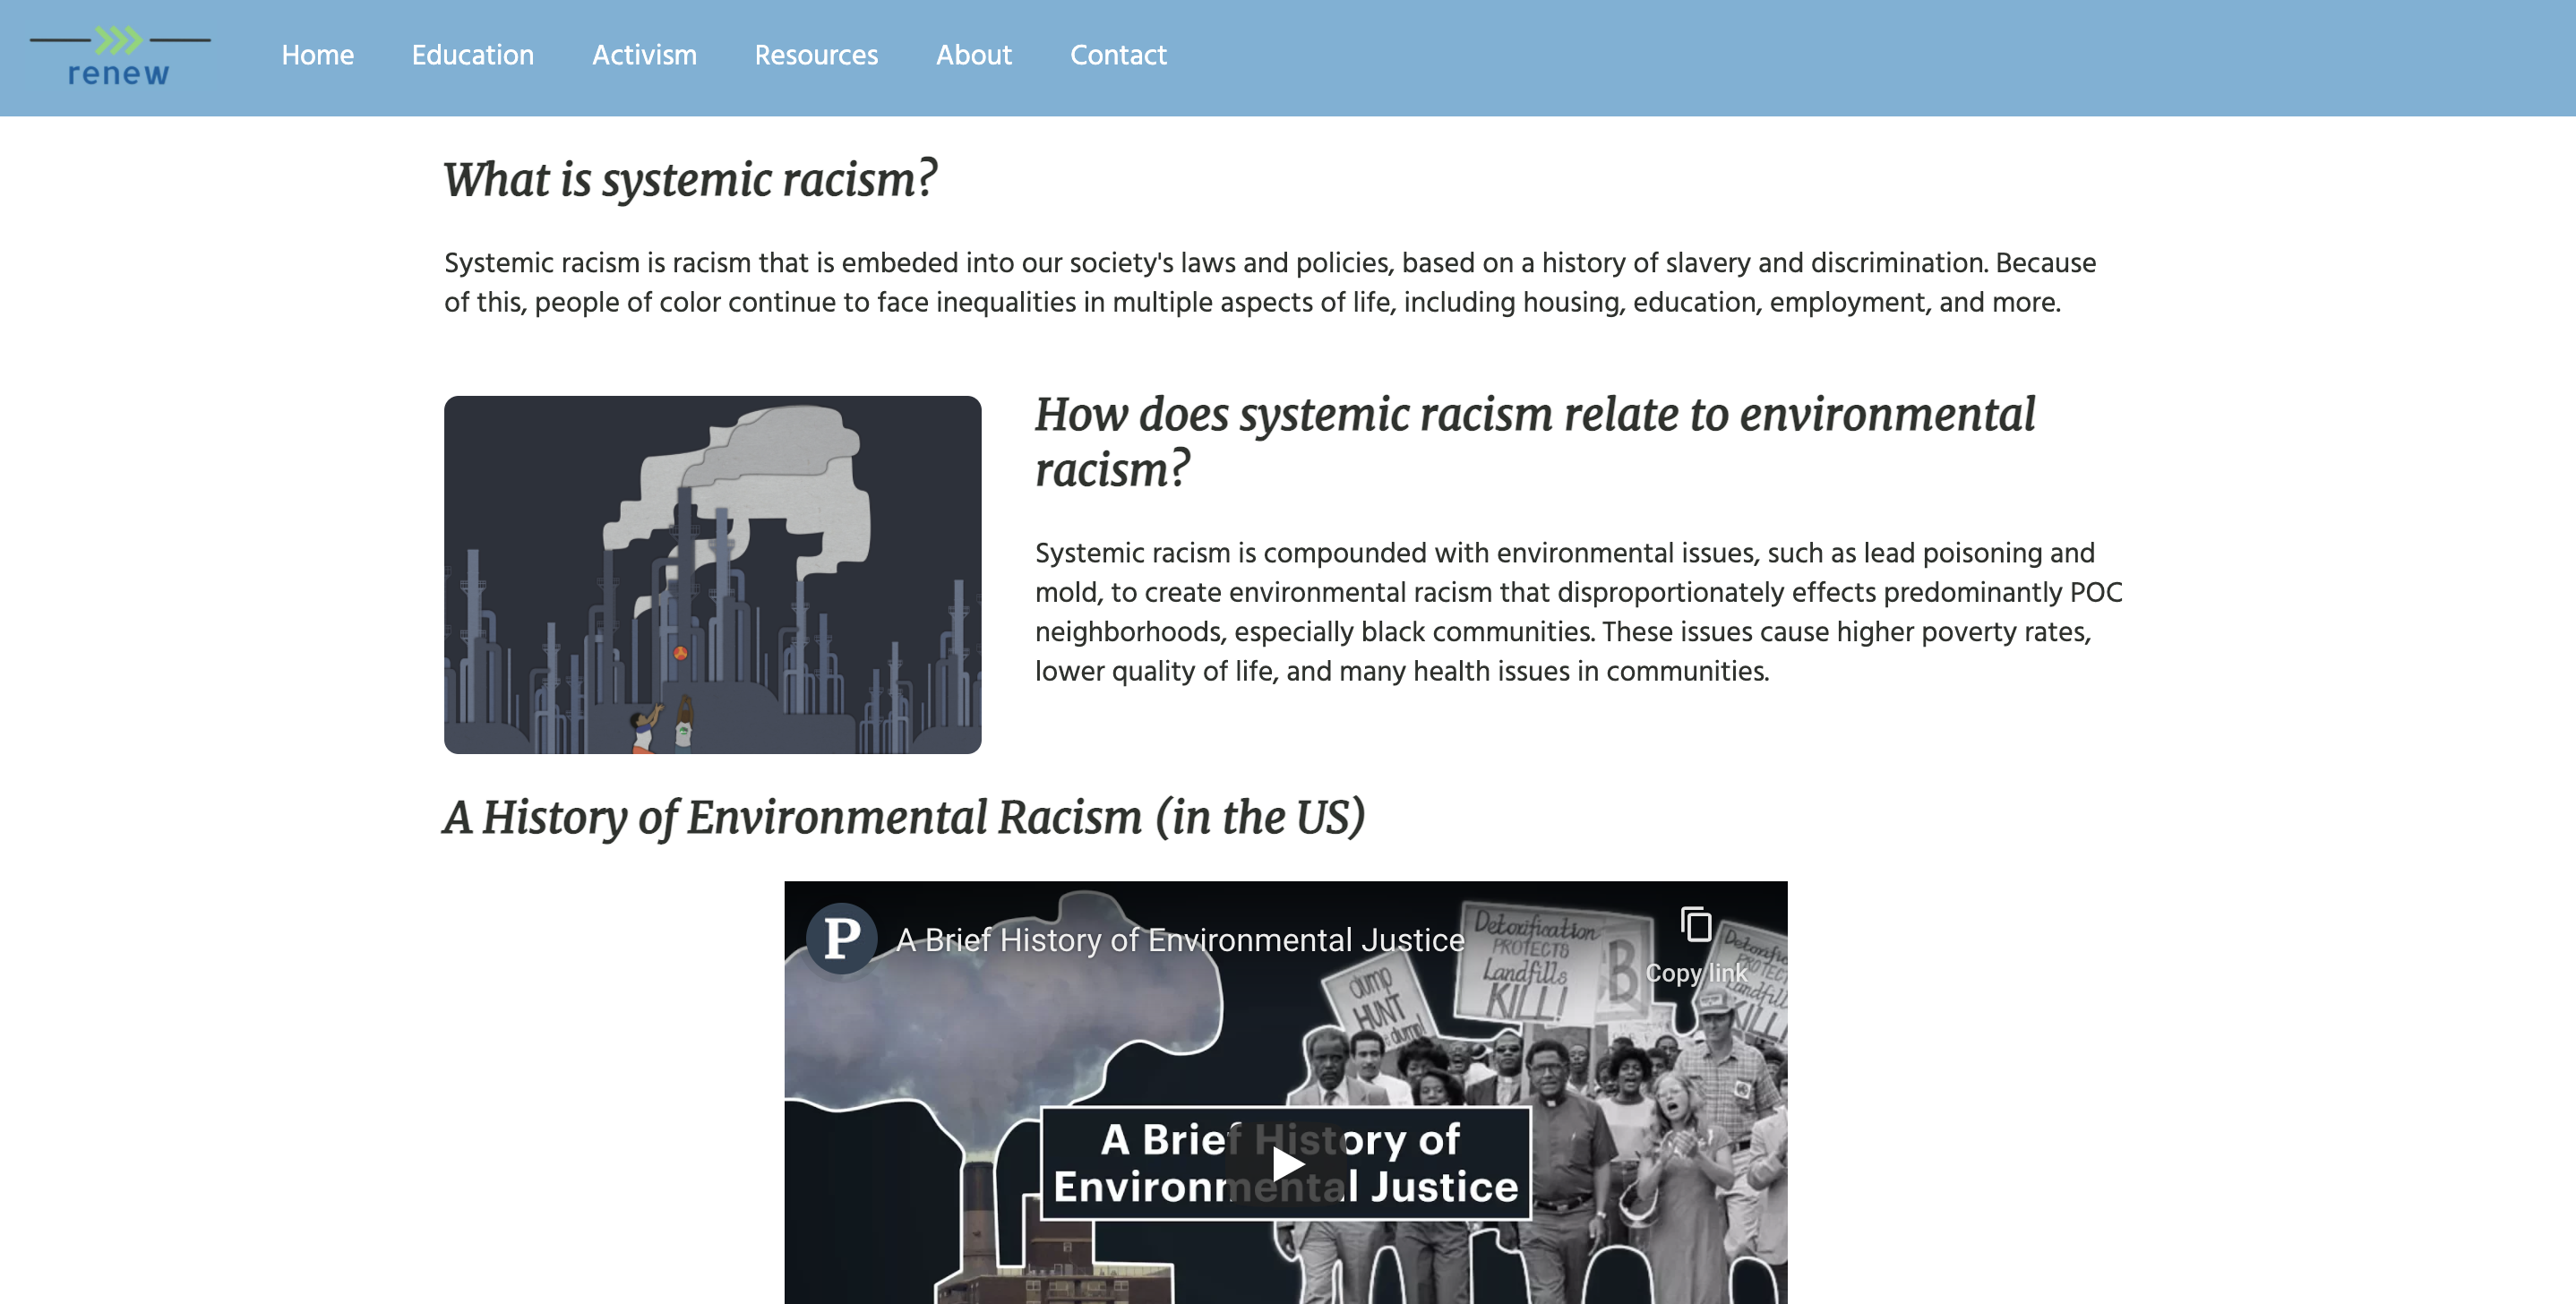 renew
Home Education Activism Resources About Contact
What is systemic racism?
Systemic racism is racism that is embeded into our society's laws and policies, based on a history of slavery and discrimination. Because
of this, people of color continue to face inequalities in multiple aspects of life, including housing, education, employment, and more.
How does systemic racism relate to environmental
racism?
Systemic racism is compounded with environmental issues, such as lead poisoning and
mold, to create environmental racism that disproportionately effects predominantly POC
neighborhoods, especially black communities. These issues cause higher poverty rates,
lower quality of life, and many health issues in communities.
A History of Environmental Racism (in the US)
P
A Brief History of Environmental Justice
Copy link
Detoxification
PROTECTS
Landfills
KILL!
dump
HUNT
dump!
B
KILL!
A Brief History of
Environmental Justice